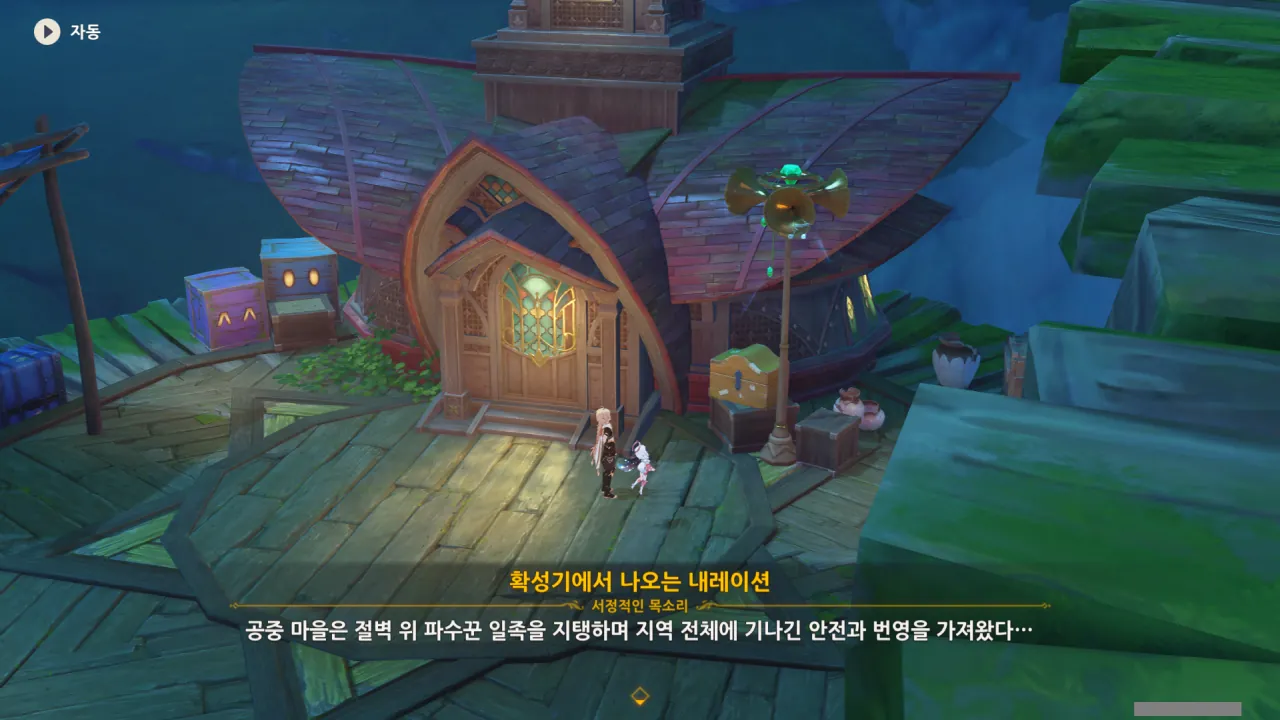 자동
확성기에서 나오는 내레이션
서정적인 목소리
공중 마을은 절벽 위 파수꾼 일족을 지탱하며 지역 전체에 기나긴 안전과 번영을 가져왔다…